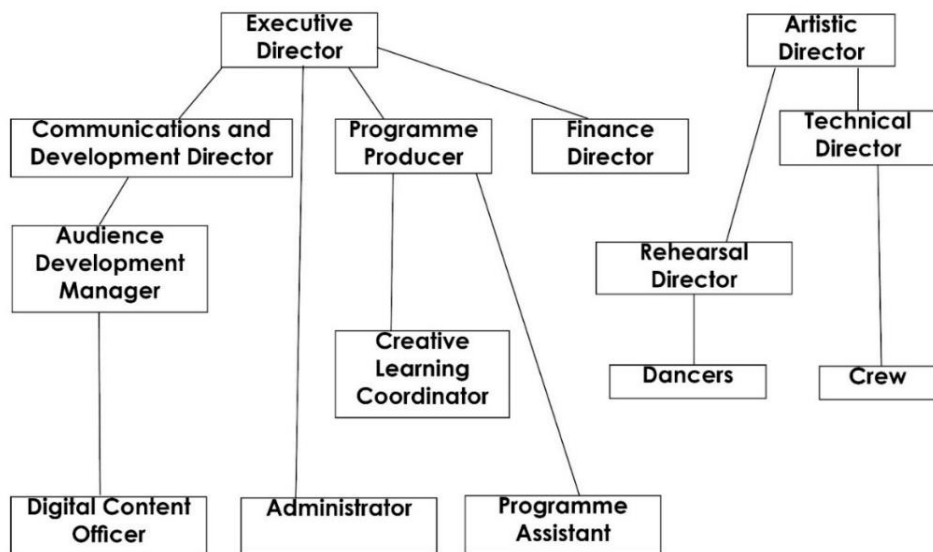 Executive
Director
Artistic
Director
Communications and
Development Director
Programme
Producer
Finance
Director
Technical
Director
Audience
Development
Manager
Rehearsal
Director
Creative
Learning
Coordinator
Dancers
Crew
Digital Content
Officer
Administrator
Programme
Assistant